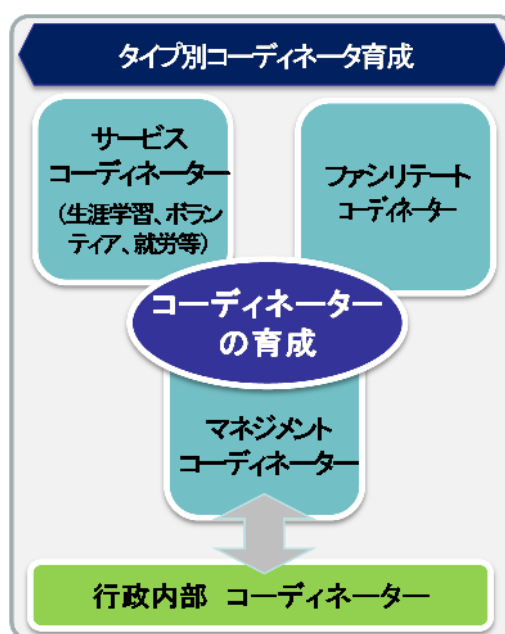 タイプ別コーディネータ育成
サービス
コーディネーター
(生涯学習、ボラン
ティア、就労等)
ファシリテート
コーディネーター
コーディネーター
の育成
マネジメント
コーディネーター
行政内部 コーディネーター